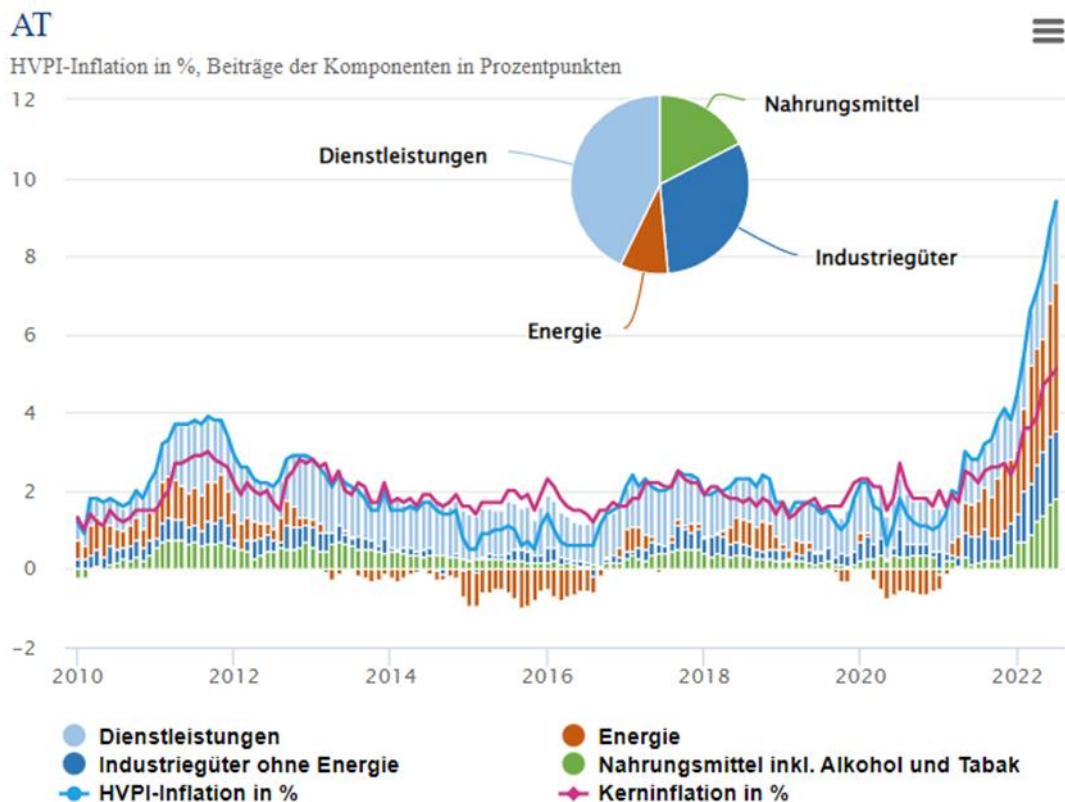 AT
HVPI-Inflation in %, Beiträge der Komponenten in Prozentpunkten
12
Nahrungsmittel
Dienstleistungen
10
8
Industriegüter
Energie
6
4
2
0
-2
2010 2012 2014 2016 2018 2020 2022
Dienstleistungen Energie
Industriegüter ohne Energie Nahrungsmittel inkl. Alkohol und Tabak
HVPI-Inflation in % Kerninflation in %